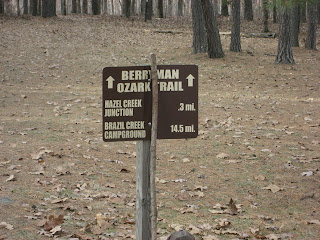 BERRYMAN
OZARK TRAIL
HAZEL CREEK .3 mi.
JUNCTION
BRAZIL CREEK 14.5 mi.
CAMPGROUND